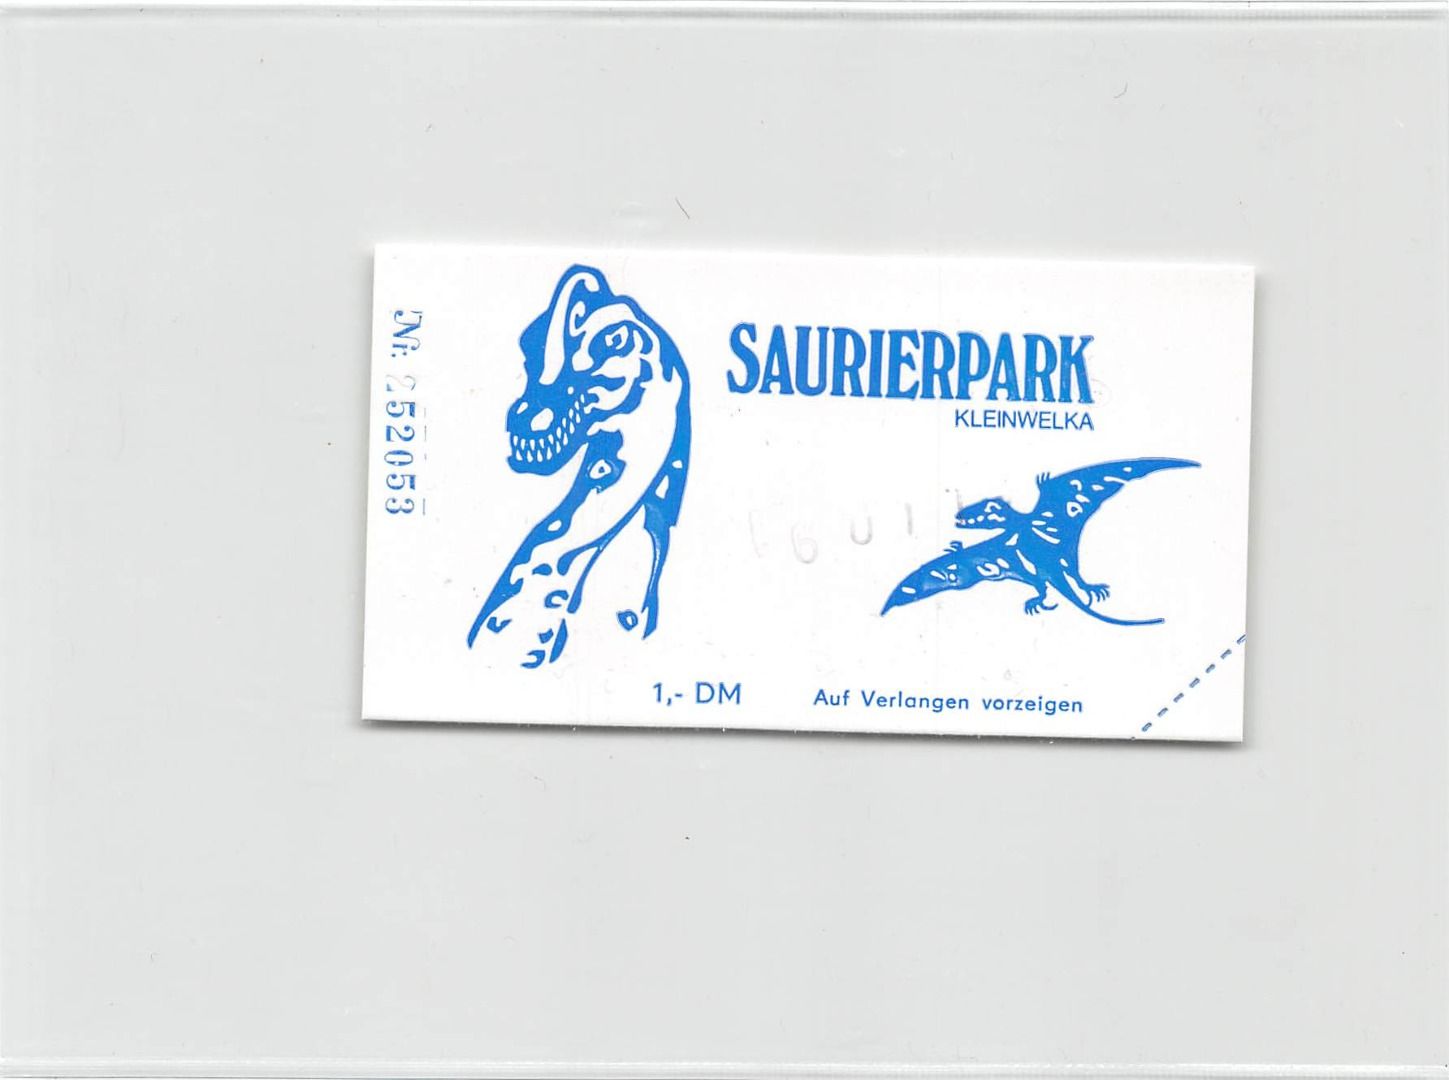 Nr. 252053
SAURIERPARK
KLEINWELKA
1,- DM
Auf Verlangen vorzeigen